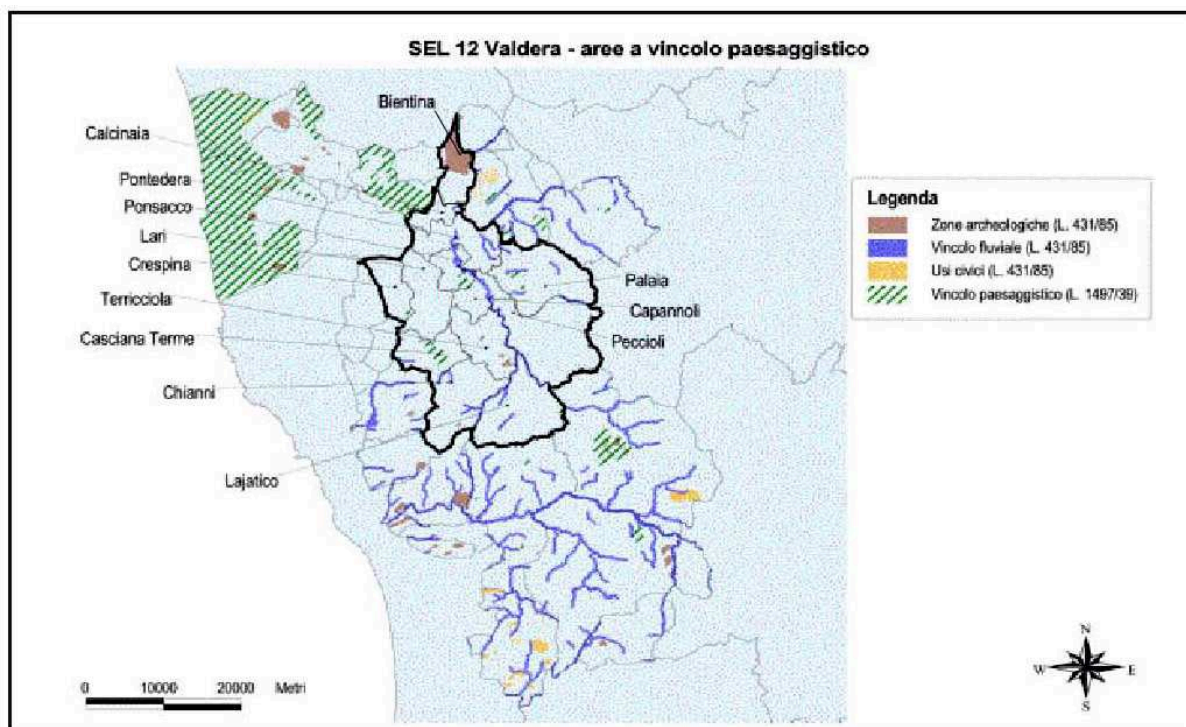 SEL 12 Valdera - aree a vincolo paesaggistico
Bientina
Calcinaia
Pontedera
Ponsacco
Lari
Crespina
Terricciola
Casciana Terme
Chianni
Lajatico
Palaia
Capannoli
Peccioli
Legenda
Zone archeologiche (L. 431/85)
Vincolo fluviale (L. 431/85)
Usi civici (L. 431/85)
Vincolo paesaggistico (L. 1497/39)
0 10000 20000 Metri
N
W E
S